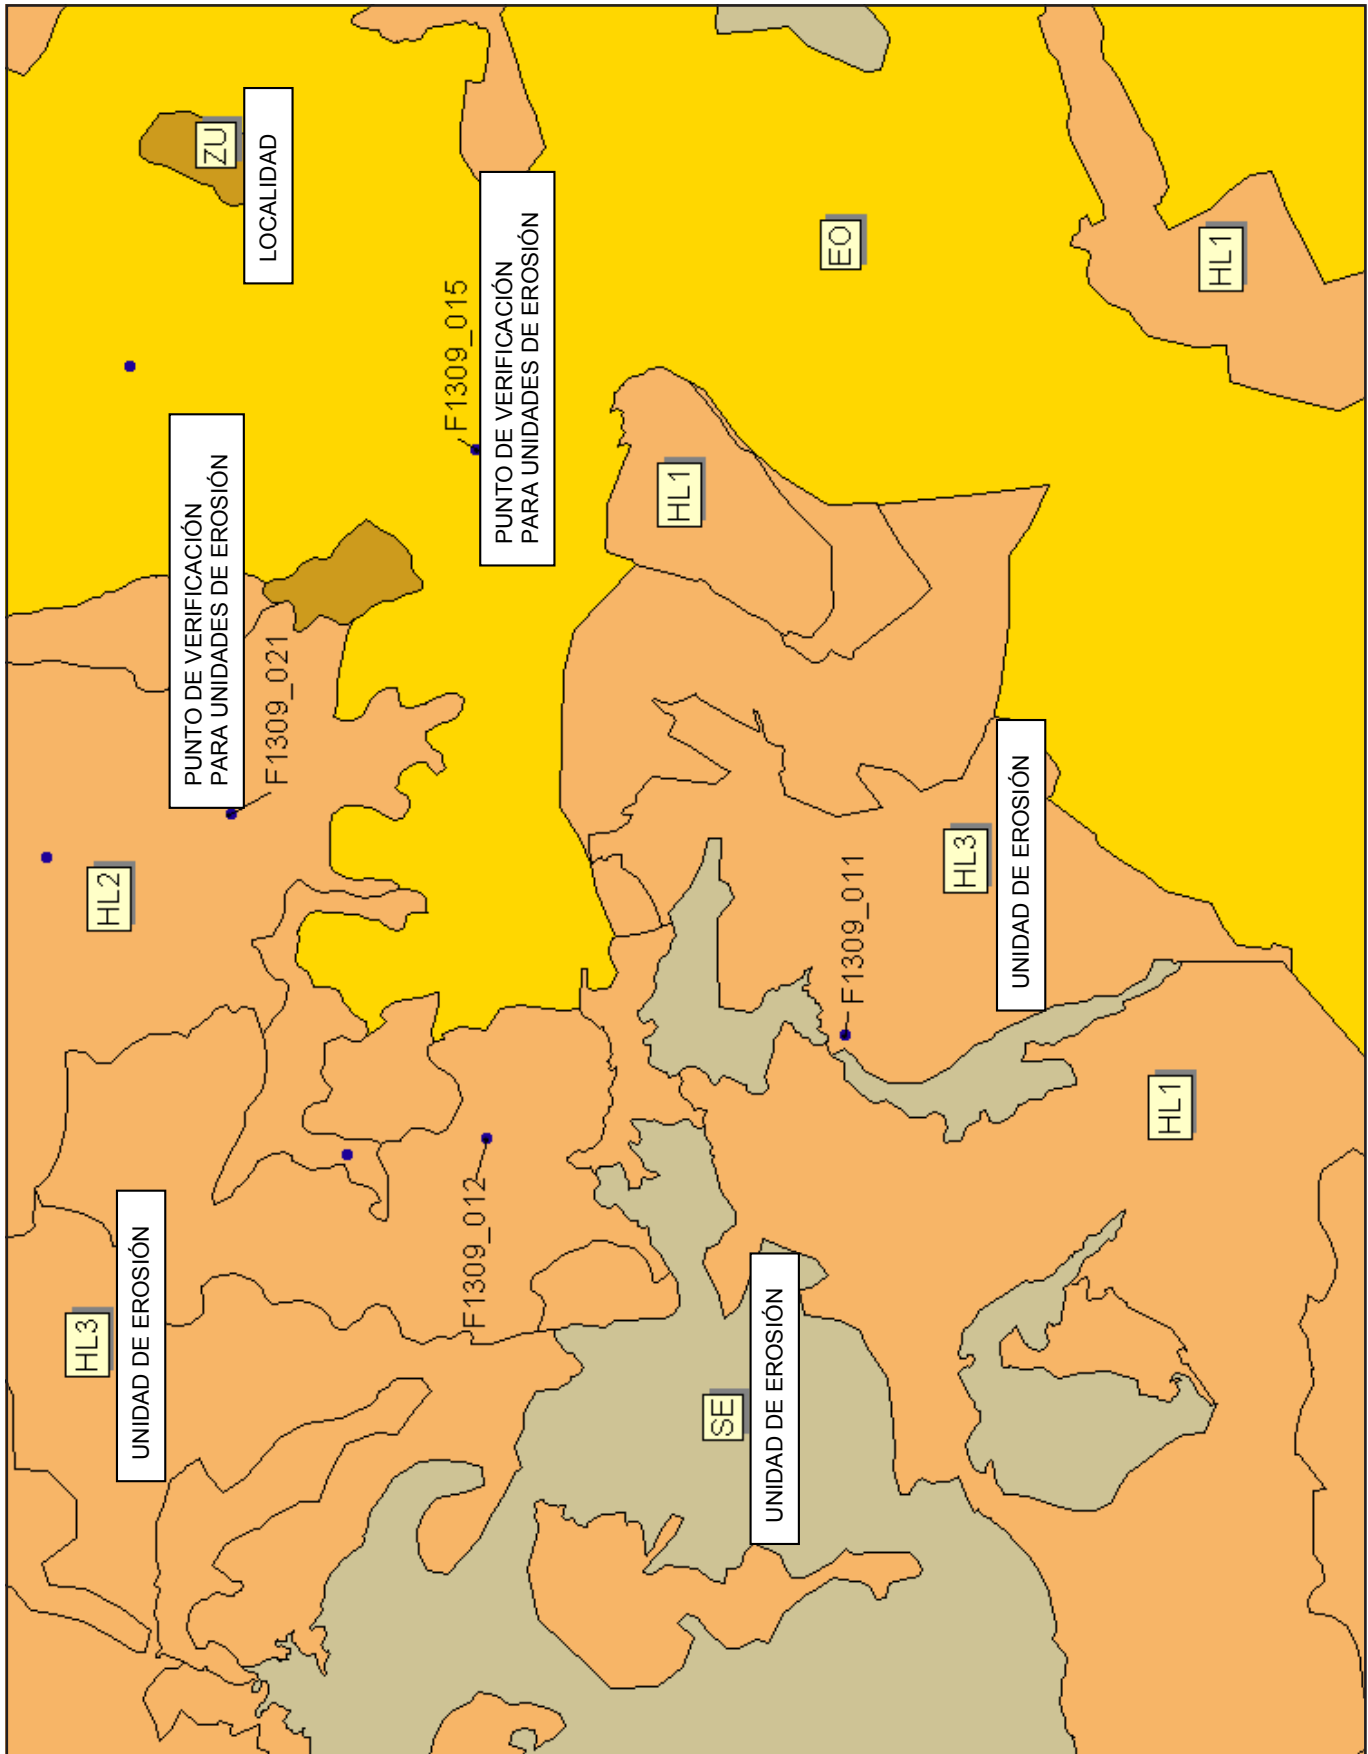 HL3
UNIDAD DE EROSIÓN
HL2
PUNTO DE VERIFICACIÓN
PARA UNIDADES DE EROSIÓN
F1309_021
ZU
LOCALIDAD
F1309_012
F1309_015
PUNTO DE VERIFICACIÓN
PARA UNIDADES DE EROSIÓN
SE
UNIDAD DE EROSIÓN
HL1
EO
F1309_011
HL3
UNIDAD DE EROSIÓN
HL1
HL1